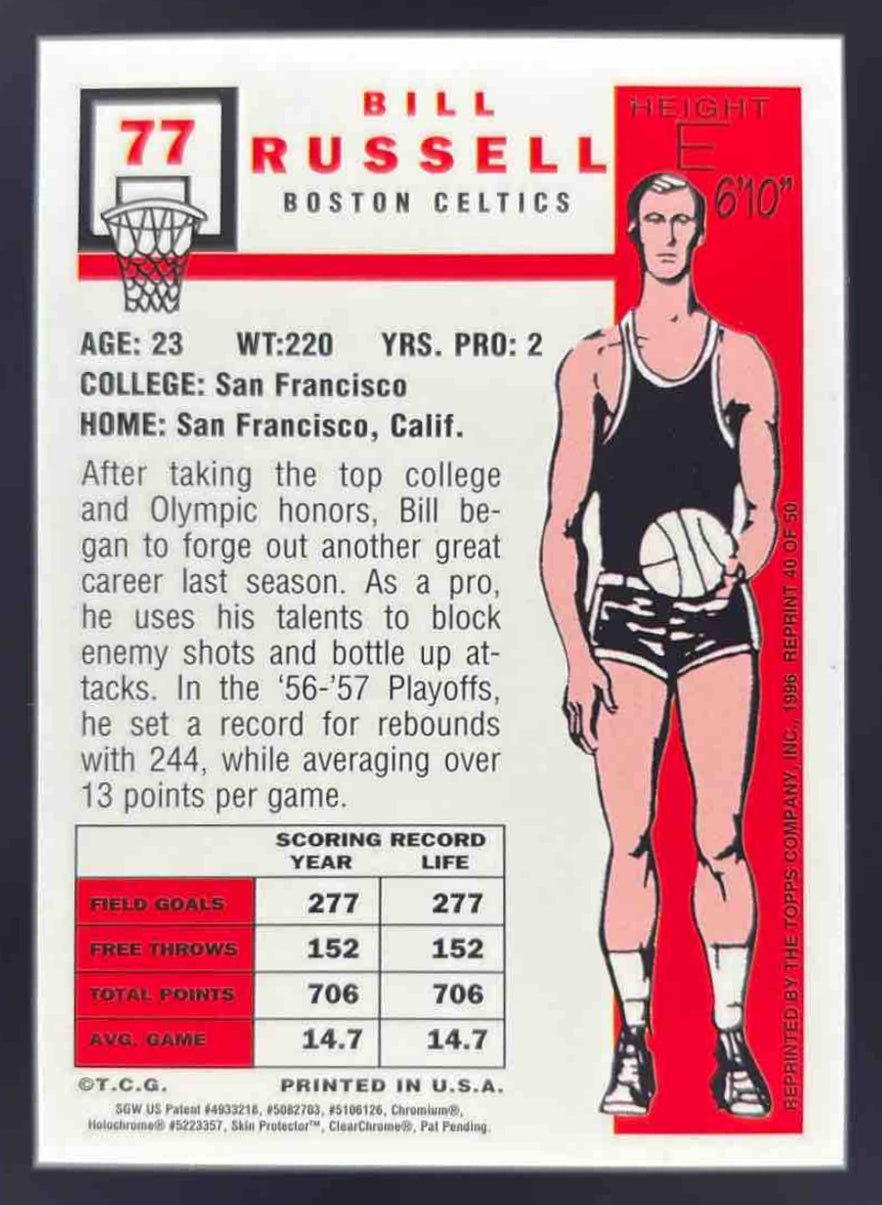 77
BILL
RUSSELL
BOSTON CELTICS
HEIGHT
E
6'10"
AGE: 23 WT:220 YRS. PRO: 2
COLLEGE: San Francisco
HOME: San Francisco, Calif.
After taking the top college
and Olympic honors, Bill be-
gan to forge out another great
career last season. As a pro,
he uses his talents to block
enemy shots and bottle up at-
tacks. In the '56-'57 Playoffs,
he set a record for rebounds
with 244, while averaging over
13 points per game.
SCORING RECORD
YEAR LIFE
FIELD GOALS 277 277
FREE THROWS 152 152
TOTAL POINTS 706 706
AVG. GAME 14.7 14.7
©T.C.G. PRINTED IN U.S.A.
SGW US Patent #4933218, #5082703, #5106126, Chromium®,
Holochrome® #5223357, Skin Protector™, ClearChrome®, Pat Pending.
REPRINTED BY THE TOPPS COMPANY, INC., 1996 REPRINT 40 OF 50